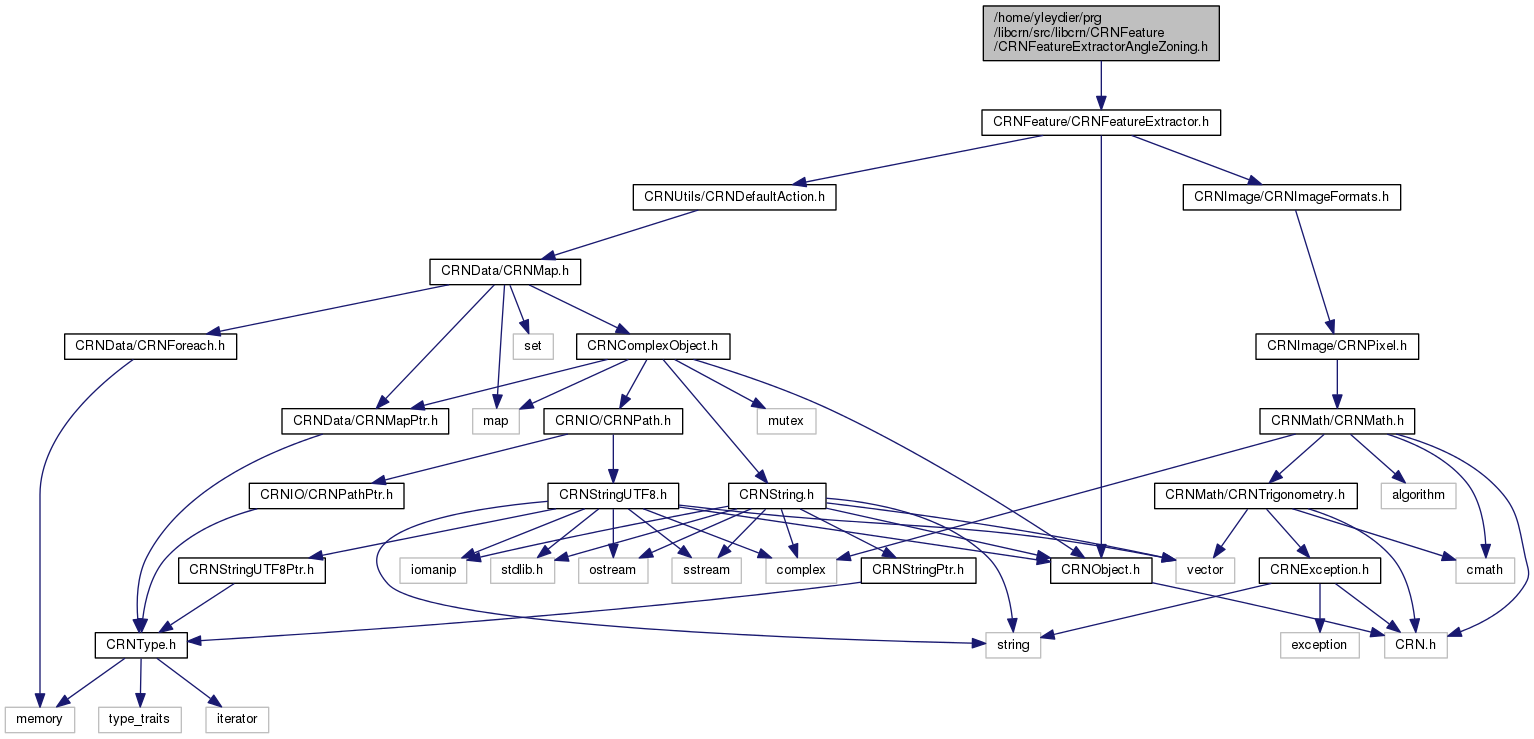 /home/yleydier/prg
/libcrn/src/libcrn/CRNFeature
/CRNFeatureExtractorAngleZoning.h
CRNFeature/CRNFeatureExtractor.h
CRNUtils/CRNDefaultAction.h
CRNImage/CRNImageFormats.h
CRNData/CRNMap.h
CRNData/CRNForeach.h
set
CRNComplexObject.h
CRNImage/CRNPixel.h
CRNData/CRNMapPtr.h
map
CRNIO/CRNPath.h
mutex
CRNMath/CRNMath.h
CRNIO/CRNPathPtr.h
CRNStringUTF8.h
CRNString.h
CRNMath/CRNTrigonometry.h
algorithm
CRNStringUTF8Ptr.h
iomanip
stdlib.h
ostream
sstream
complex
CRNStringPtr.h
CRNObject.h
vector
CRNException.h
cmath
CRNType.h
string
exception
CRN.h
memory
type_traits
iterator